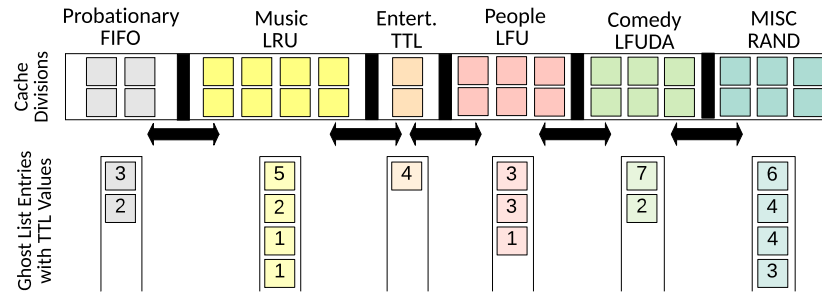 Probationary
FIFO
Music
LRU
Entert.
TTL
People
LFU
Comedy
LFUDA
MISC
RAND
Cache
Divisions
Ghost List Entries
with TTL Values
3
2
5
2
1
1
4
3
3
1
7
2
6
4
4
3